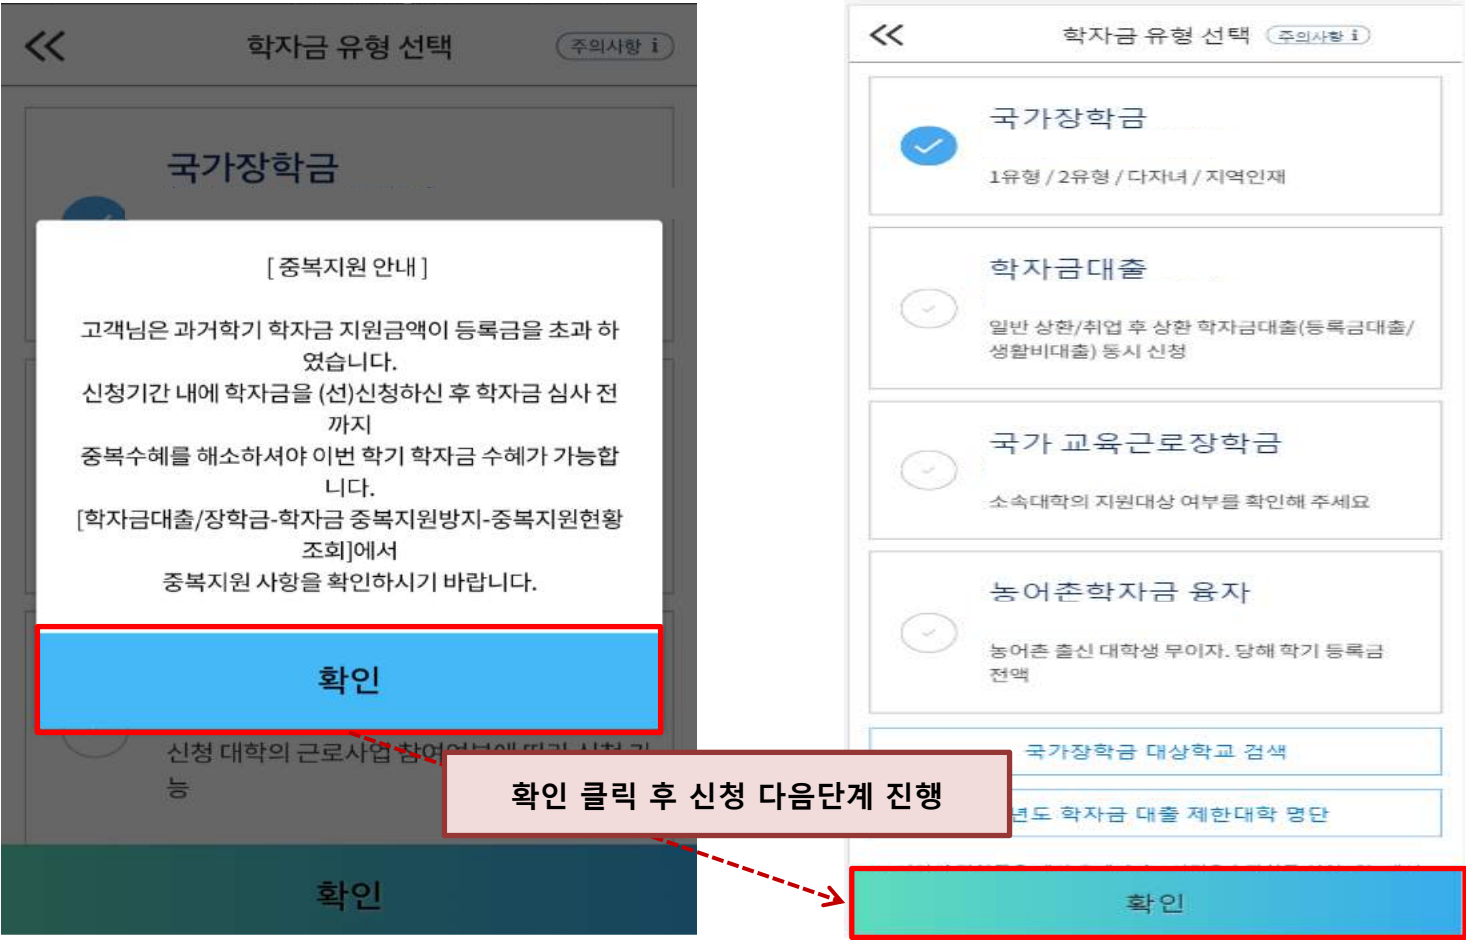 학자금 유형 선택
주의사항 i
국가장학금
[ 중복지원 안내 ]
고객님은 과거학기 학자금 지원금액이 등록금을 초과 하
였습니다.
신청기간 내에 학자금을 (선)신청하신 후 학자금 심사 전
까지
중복수혜를 해소하셔야 이번 학기 학자금 수혜가 가능합
니다.
[학자금대출/장학금-학자금 중복지원방지-중복지원현황
조회]에서
중복지원 사항을 확인하시기 바랍니다.
확인
신청 대학의 근로사업
능
확인
확인 클릭 후 신청 다음단계 진행
학자금 유형 선택
주의사항 i
국가장학금
1유형 / 2유형 / 다자녀 / 지역인재
학자금대출
일반 상환/취업 후 상환 학자금대출(등록금대출/
생활비대출) 동시 신청
국가 교육근로장학금
소속대학의 지원대상 여부를 확인해 주세요
농어촌학자금 융자
농어촌 출신 대학생 무이자. 당해 학기 등록금
전액
국가장학금 대상학교 검색
년도 학자금 대출 제한대학 명단
확인